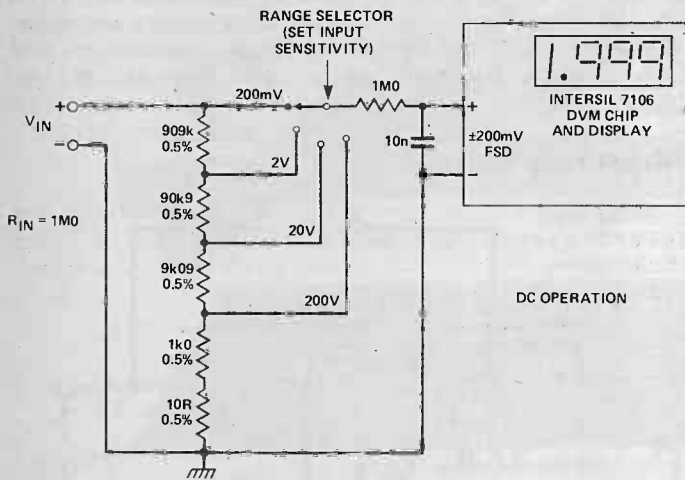 RANGE SELECTOR
(SET INPUT
SENSITIVITY)
1.999
INTERSIL 7106
DVM CHIP
AND DISPLAY
1M0
200mV
+
VIN
−
909k
0.5%
2V
10n
+
±200mV
FSD
−
90k9
0.5%
RIN = 1M0
20V
9k09
0.5%
200V
DC OPERATION
1k0
0.5%
10R
0.5%